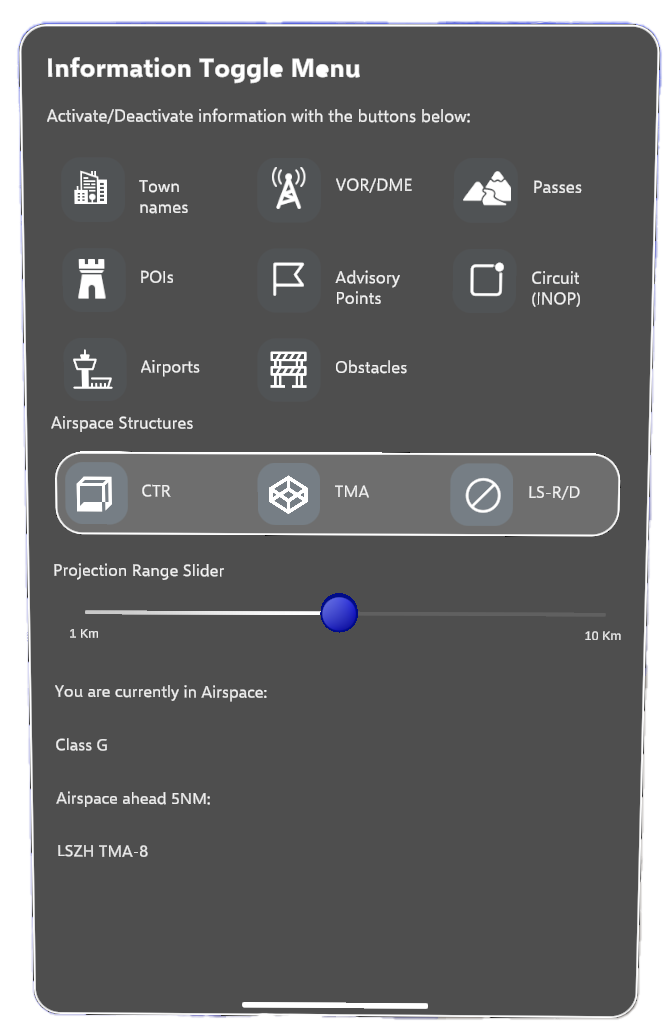 Information Toggle Menu
Activate/Deactivate information with the buttons below:
Town
names
VOR/DME
Passes
POIs
Advisory
Points
Circuit
(INOP)
Airports
Obstacles
Airspace Structures
CTR
TMA
LS-R/D
Projection Range Slider
1 Km
10 Km
You are currently in Airspace:
Class G
Airspace ahead 5NM:
LSZH TMA-8